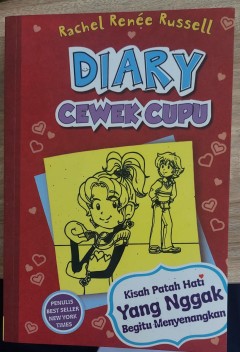 Rachel Renée Russell
DIARY
CEWEK CUPU
Kisah Patah Hati
Yang Nggak
Begitu Menyenangkan
PENULIS
BEST SELLER
NEW YORK
TIMES